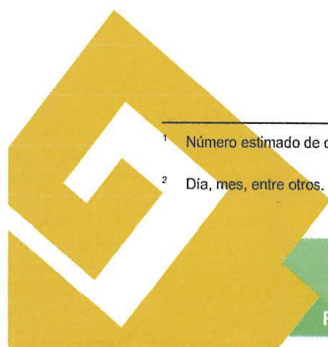 ¹ Número estimado de
² Día, mes, entre otros.